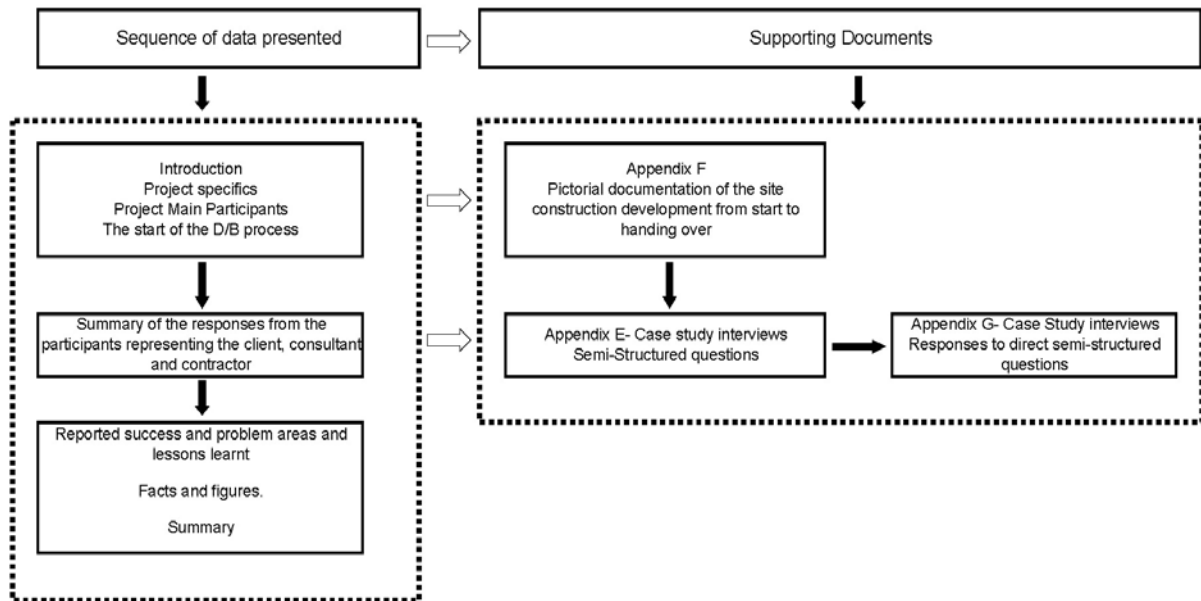 Sequence of data presented
Supporting Documents
Introduction
Project specifics
Project Main Participants
The start of the D/B process
Appendix F
Pictorial documentation of the site
construction development from start to
handing over
Summary of the responses from the
participants representing the client, consultant
and contractor
Appendix E- Case study interviews
Semi-Structured questions
Appendix G- Case Study interviews
Responses to direct semi-structured
questions
Reported success and problem areas and
lessons learnt
Facts and figures.
Summary